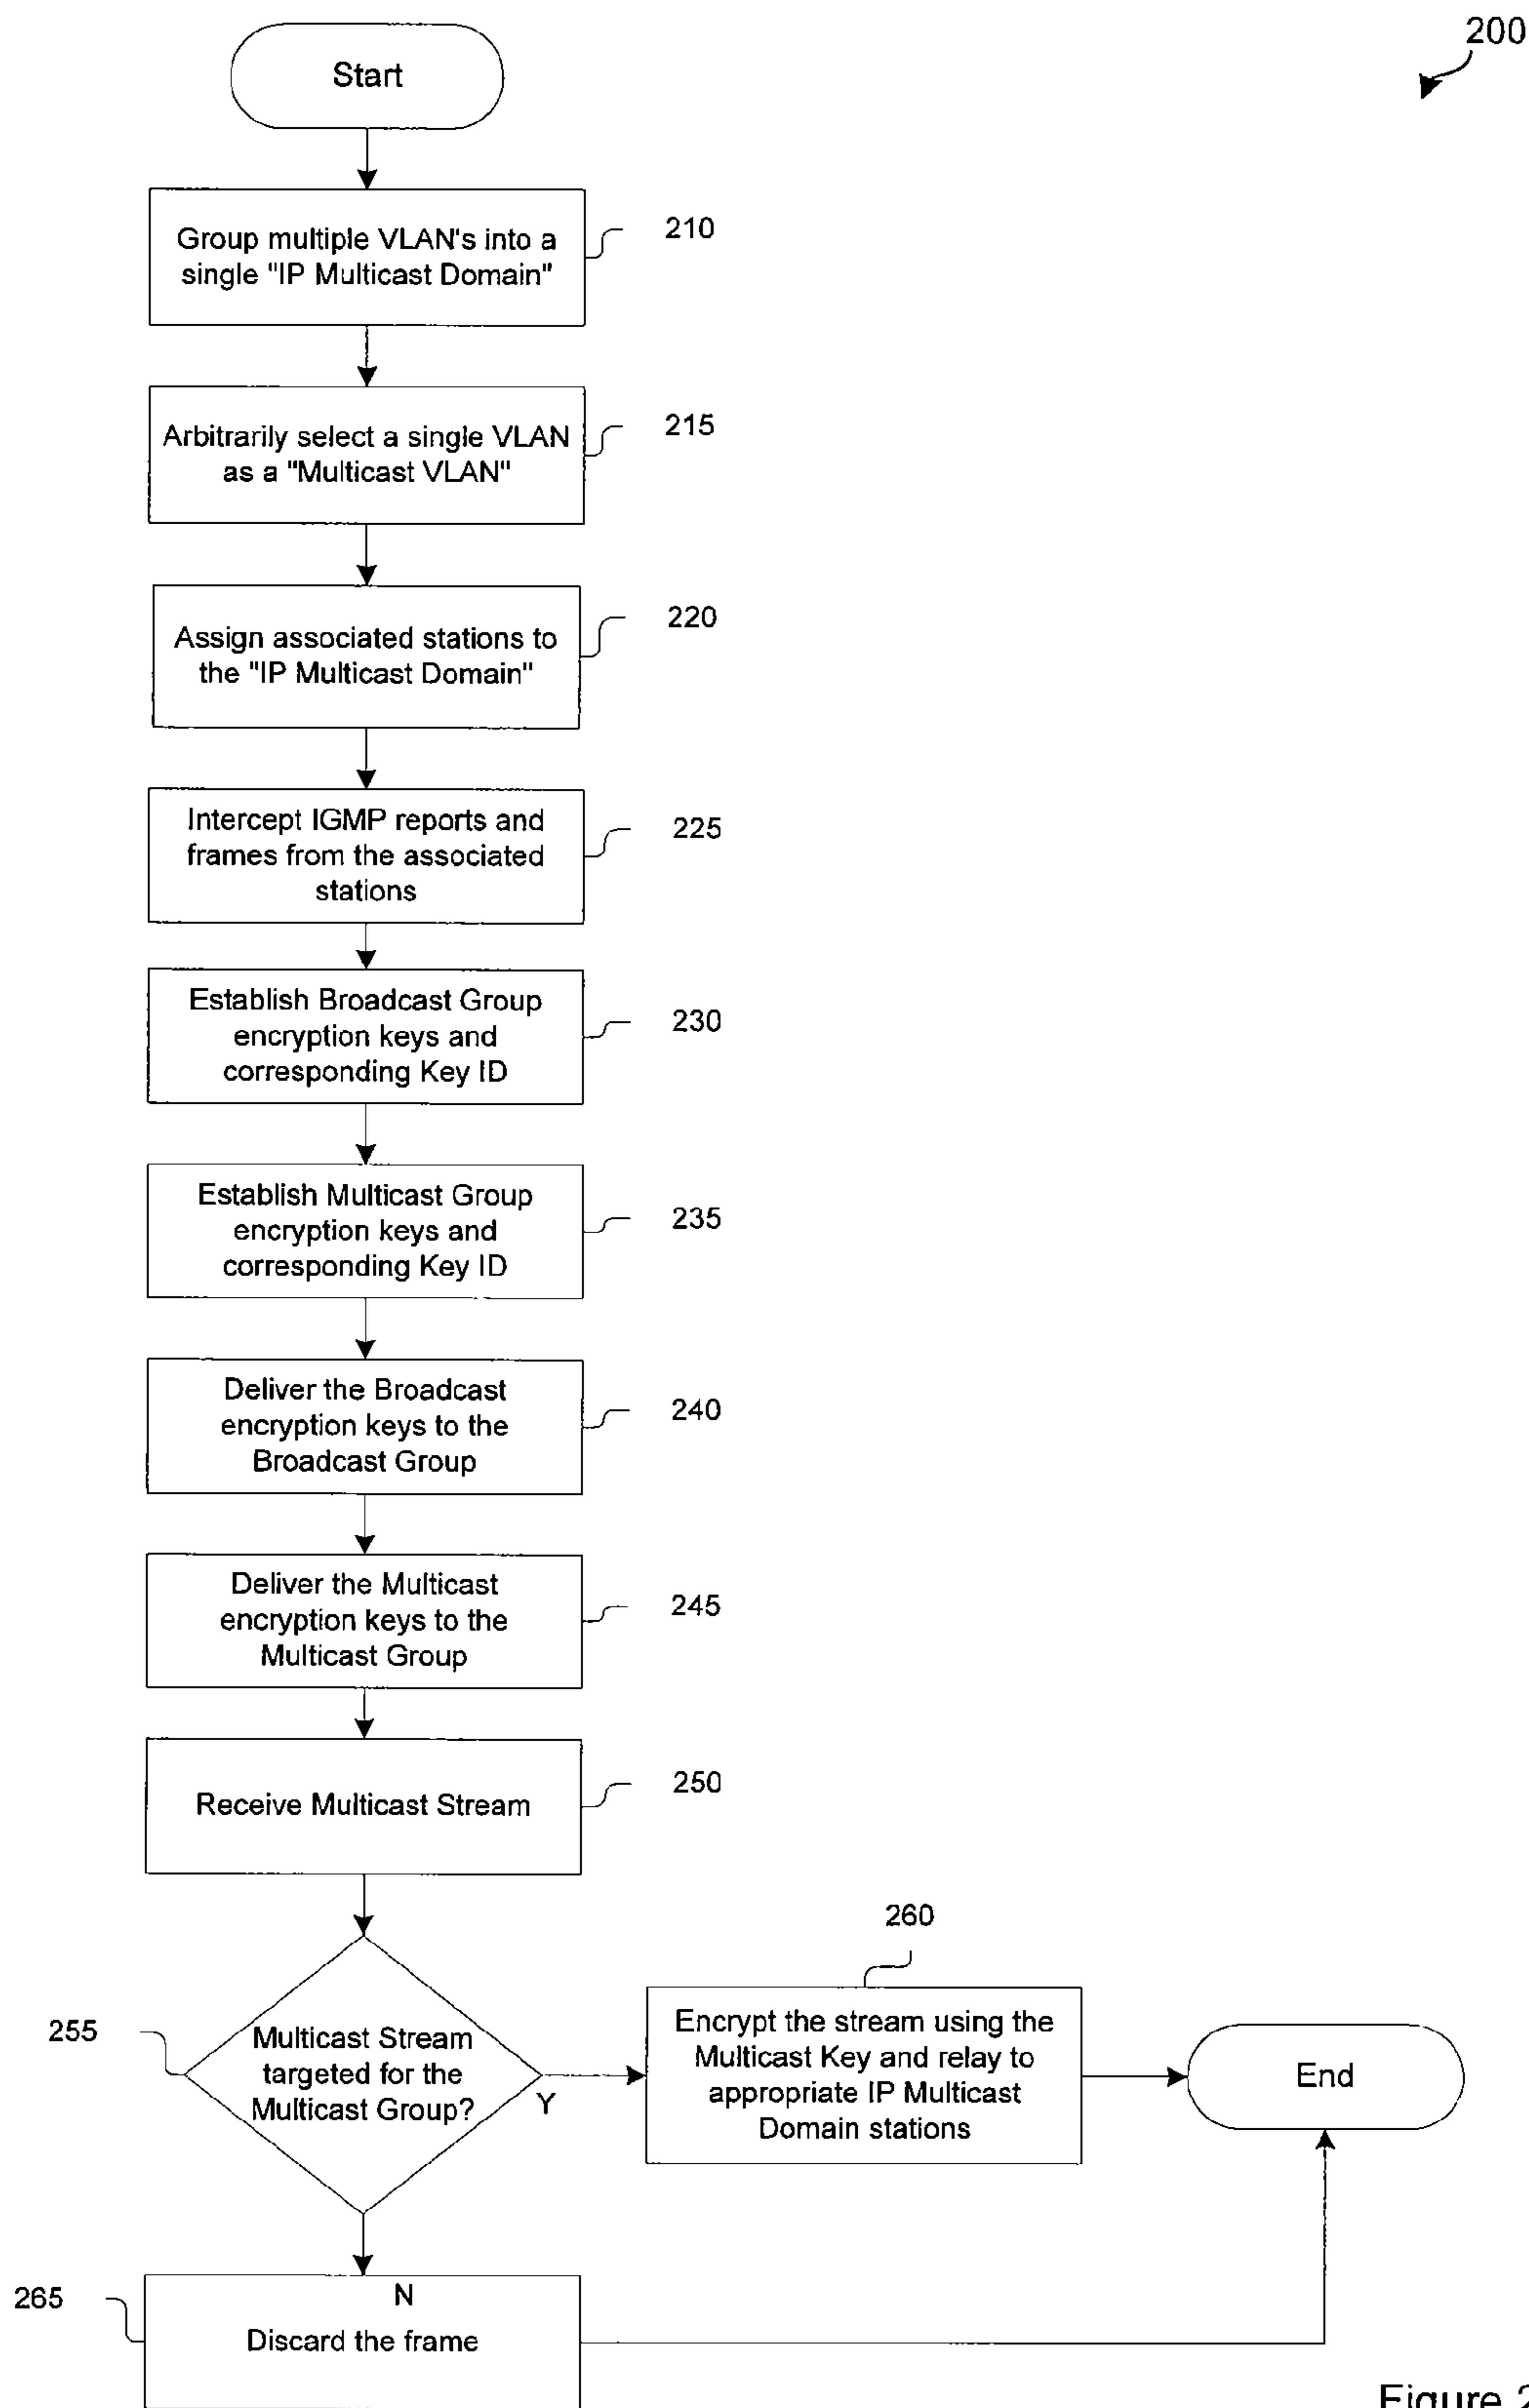 200
Start
Group multiple VLAN's into a
single "IP Multicast Domain"
210
Arbitrarily select a single VLAN
as a "Multicast VLAN"
215
Assign associated stations to
the "IP Multicast Domain"
220
Intercept IGMP reports and
frames from the associated
stations
225
Establish Broadcast Group
encryption keys and
corresponding Key ID
230
Establish Multicast Group
encryption keys and
corresponding Key ID
235
Deliver the Broadcast
encryption keys to the
Broadcast Group
240
Deliver the Multicast
encryption keys to the
Multicast Group
245
Receive Multicast Stream
250
255
Multicast Stream
targeted for the
Multicast Group?
Y
260
Encrypt the stream using the
Multicast Key and relay to
appropriate IP Multicast
Domain stations
End
265
N
Discard the frame
Figure 2